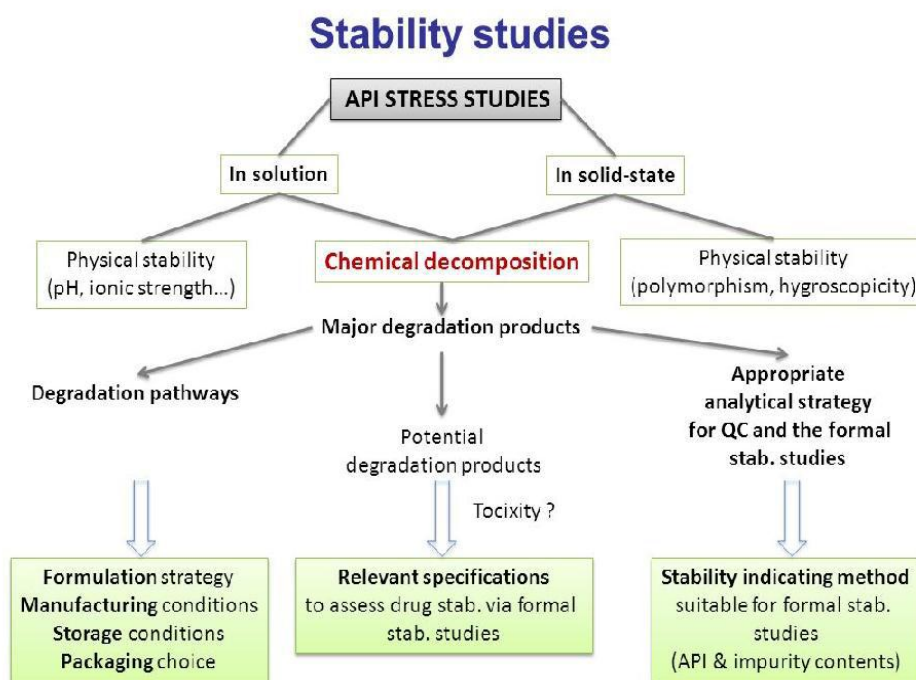 Stability studies
API STRESS STUDIES
In solution
In solid-state
Physical stability
(pH, ionic strength...)
Chemical decomposition
Physical stability
(polymorphism, hygroscopicity)
Major degradation products
Degradation pathways
Potential
degradation products
Appropriate
analytical strategy
for QC and the formal
stab. studies
Tocixity ?
Formulation strategy
Manufacturing conditions
Storage conditions
Packaging choice
Relevant specifications
to assess drug stab. via formal
stab. studies
Stability indicating method
suitable for formal stab.
studies
(API & impurity contents)